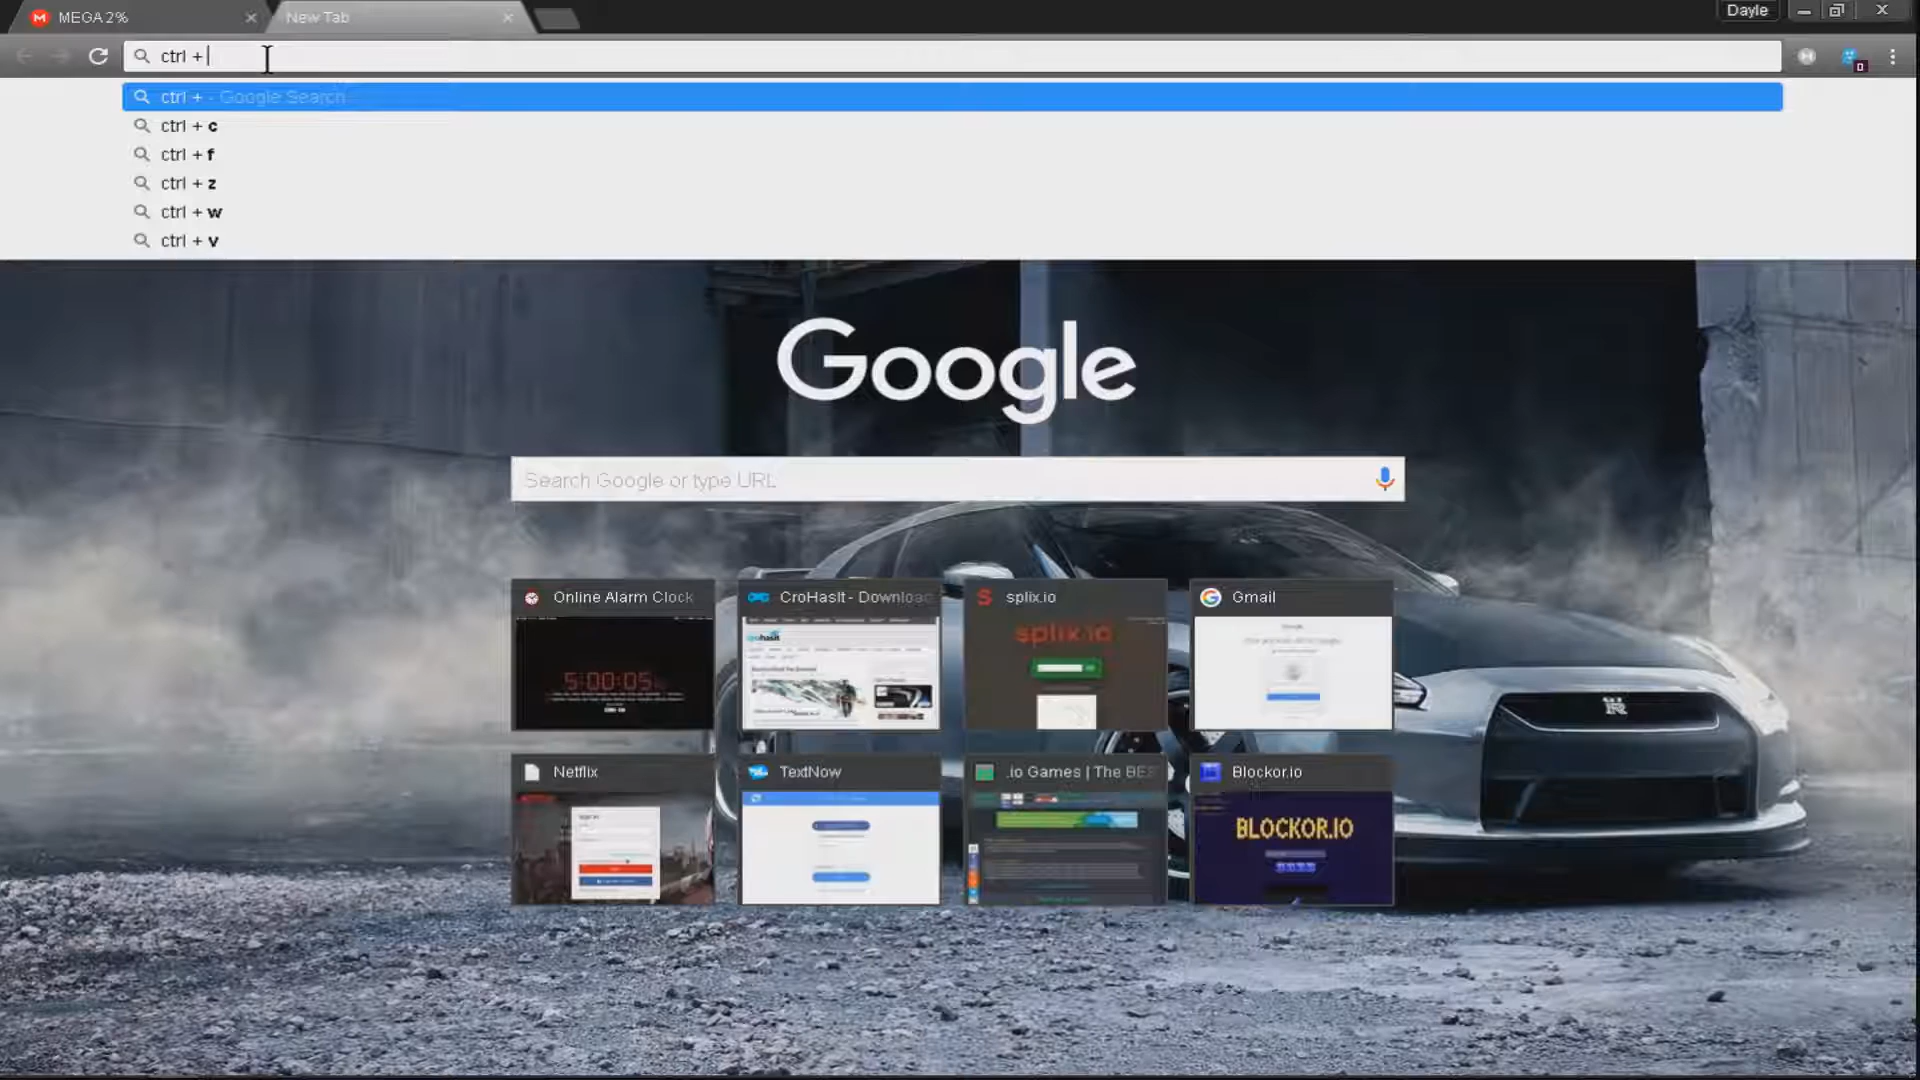 MEGA 2%
New Tab
Dayle
ctrl +
ctrl + - Google Search
ctrl + c
ctrl + f
ctrl + z
ctrl + w
ctrl + v
Google
Search Google or type URL
Online Alarm Clock
CroHasIt - Download
splix.io
Gmail
5:00:05
splix.io
Netflix
TextNow
.io Games | The BES
Blockor.io
BLOCKOR.IO